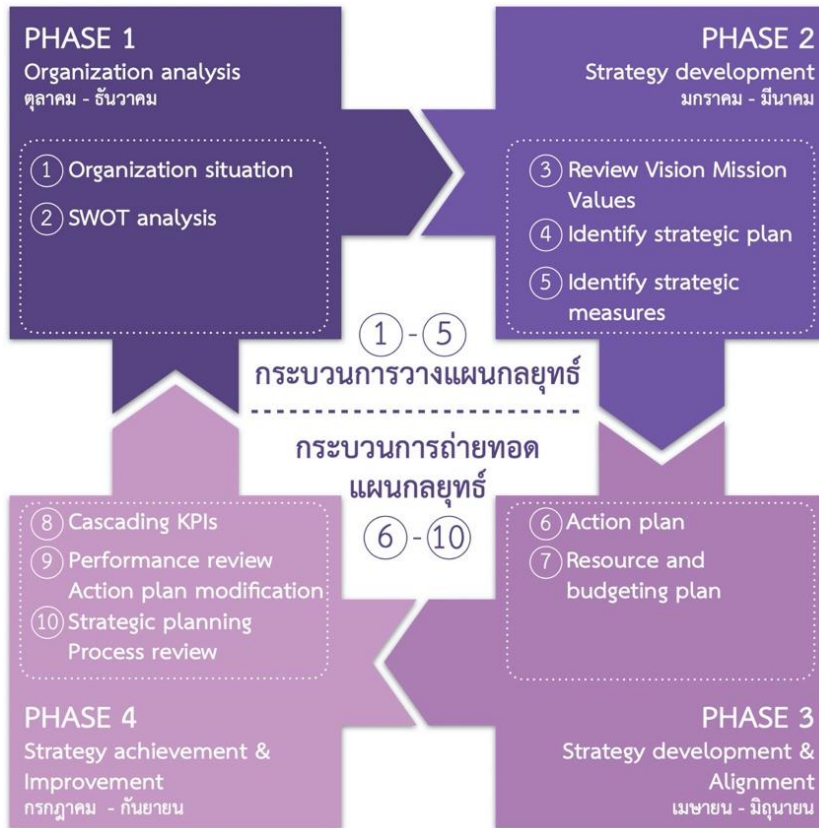 PHASE 1
Organization analysis
ตุลาคม - ธันวาคม
① Organization situation
② SWOT analysis
PHASE 2
Strategy development
มกราคม - มีนาคม
③ Review Vision Mission
Values
④ Identify strategic plan
⑤ Identify strategic
measures
① - ⑤
กระบวนการวางแผนกลยุทธ์
กระบวนการถ่ายทอด
แผนกลยุทธ์
⑥ - ⑩
⑥ Action plan
⑦ Resource and
budgeting plan
PHASE 3
Strategy development &
Alignment
เมษายน - มิถุนายน
⑧ Cascading KPIs
⑨ Performance review
Action plan modification
⑩ Strategic planning
Process review
PHASE 4
Strategy achievement &
Improvement
กรกฎาคม - กันยายน